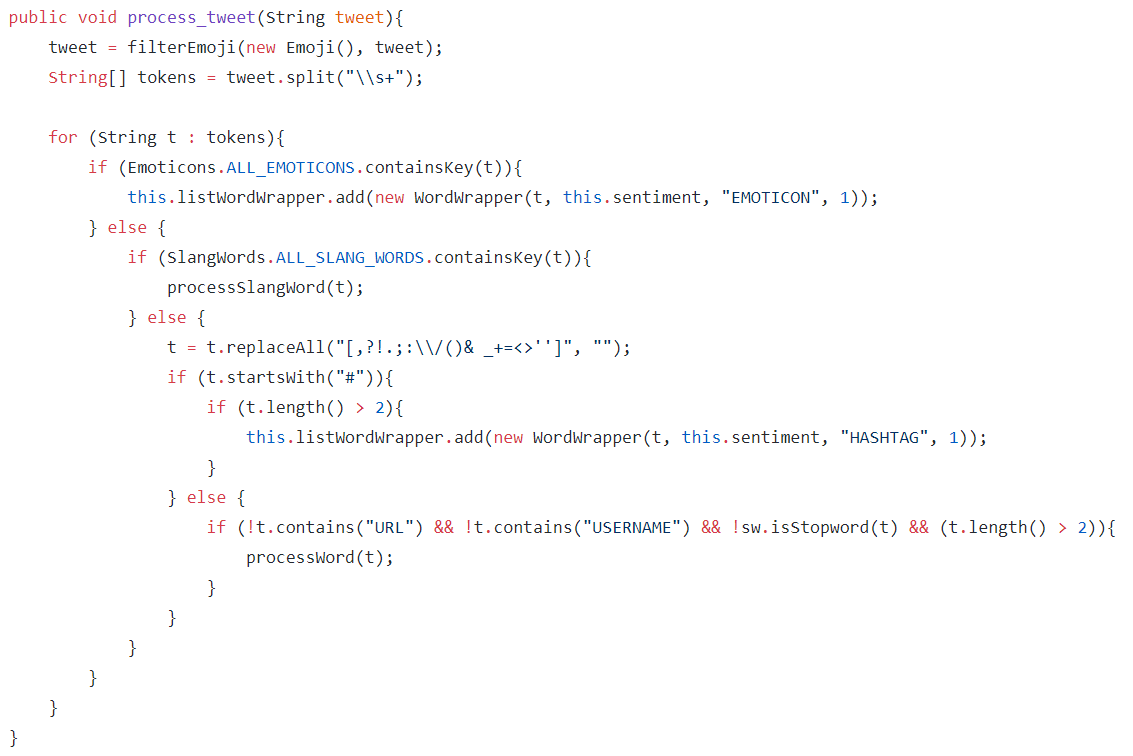 public void process_tweet(String tweet){
    tweet = filterEmoji(new Emoji(), tweet);
    String[] tokens = tweet.split("\\s+");

    for (String t : tokens){
        if (Emoticons.ALL_EMOTICONS.containsKey(t)){
            this.listWordWrapper.add(new WordWrapper(t, this.sentiment, "EMOTICON", 1));
        } else {
            if (SlangWords.ALL_SLANG_WORDS.containsKey(t)){
                processSlangWord(t);
            } else {
                t = t.replaceAll("[,?!.;:\\/()& _+=<>'']", "");
                if (t.startsWith("#")){
                    if (t.length() > 2){
                        this.listWordWrapper.add(new WordWrapper(t, this.sentiment, "HASHTAG", 1));
                    }
                } else {
                    if (!t.contains("URL") && !t.contains("USERNAME") && !sw.isStopword(t) && (t.length() > 2)){
                        processWord(t);
                    }
                }
            }
        }
    }
}